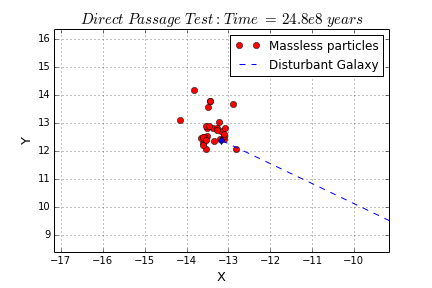 Direct Passage Test: Time = 24.8e8 years
Massless particles
Disturbant Galaxy
Y
16
15
14
13
12
11
10
9
−17 −16 −15 −14 −13 −12 −11 −10
X